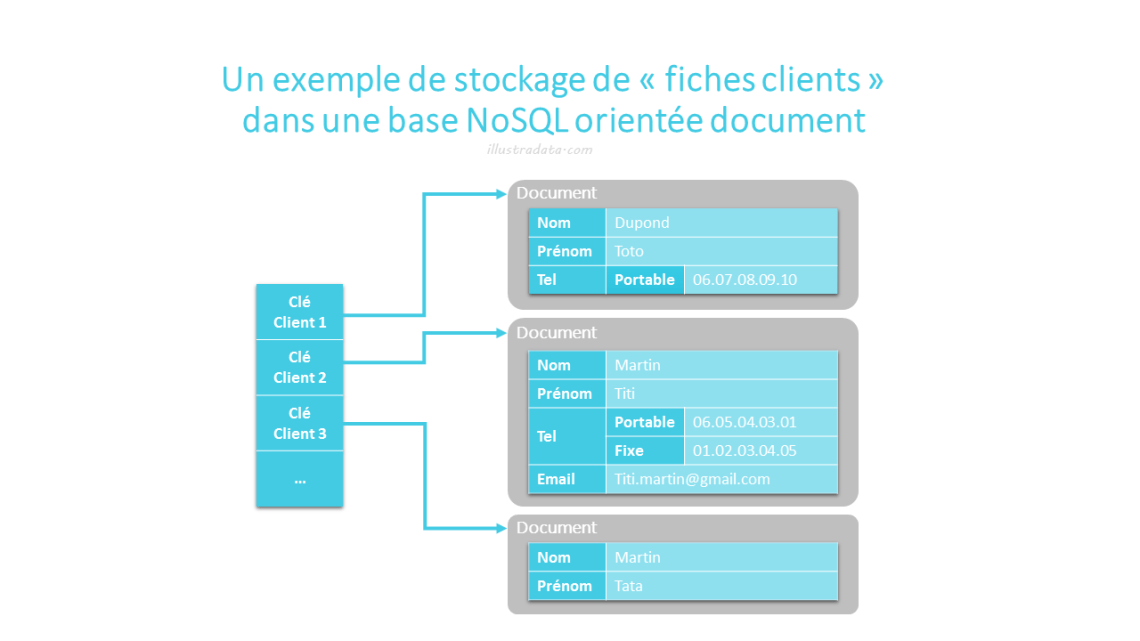 Un exemple de stockage de « fiches clients »
dans une base NoSQL orientée document
illustradata-com
Clé
Client 1
Clé
Client 2
Clé
Client 3
...
Document
Nom Dupond
Prénom Toto
Tel Portable 06.07.08.09.10
Document
Nom Martin
Prénom Titi
Tel Portable 06.05.04.03.01
Fixe 01.02.03.04.05
Email Titi.martin@gmail.com
Document
Nom Martin
Prénom Tata